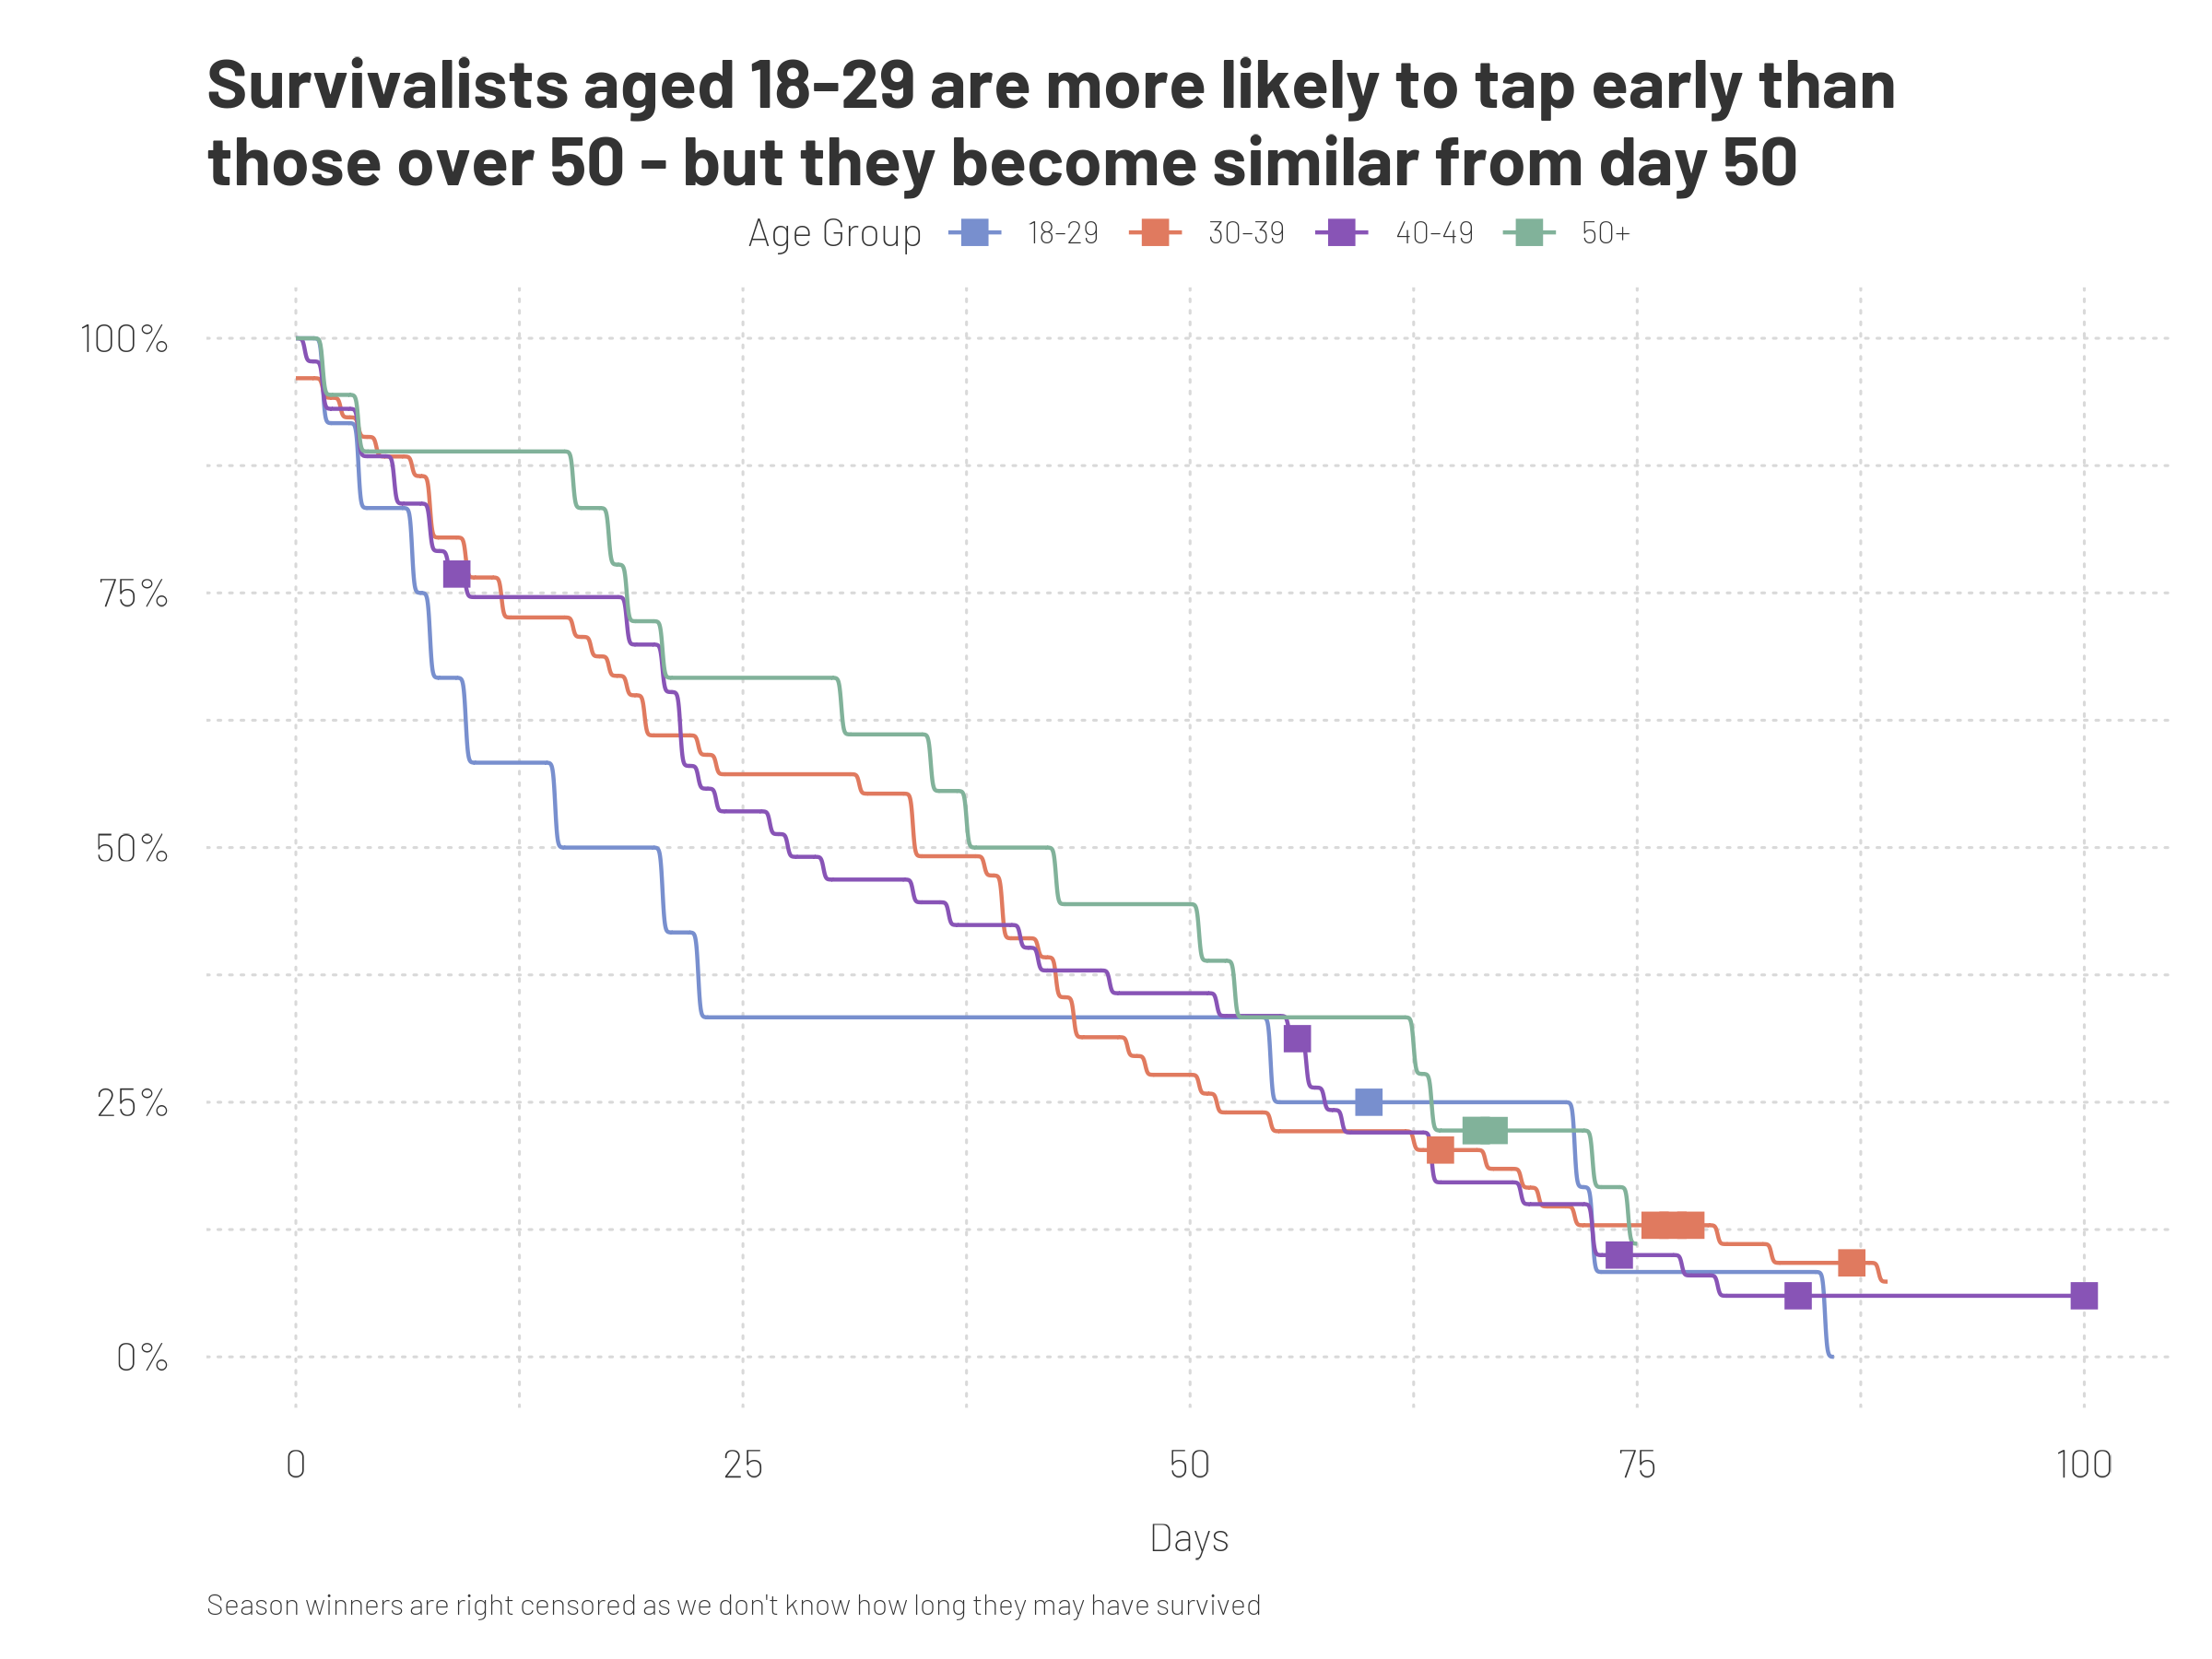 Survivalists aged 18-29 are more likely to tap early than
those over 50 - but they become similar from day 50
Age Group 18-29 30-39 40-49 50+
100%
75%
50%
25%
0%
0 25 50 75 100
Days
Season winners are right censored as we don't know how long they may have survived